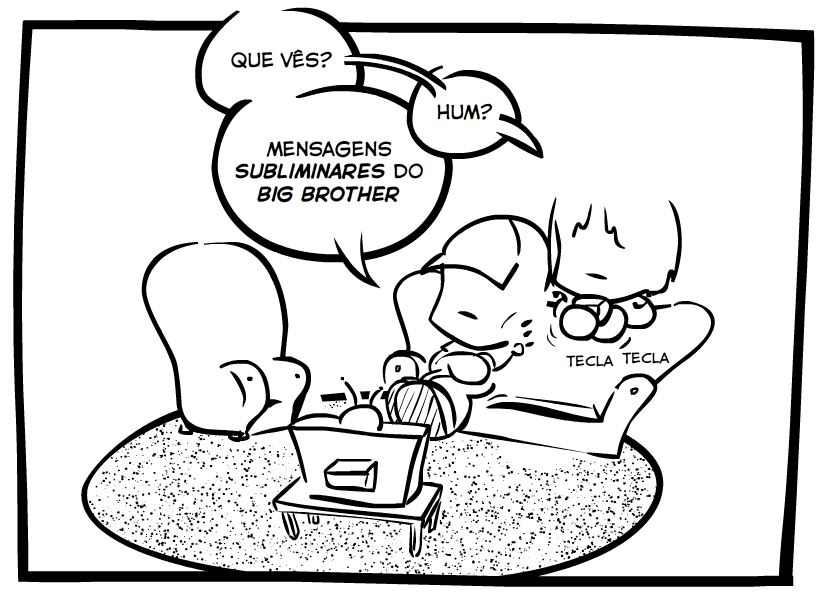 QUE VÊS?
HUM?
MENSAGENS
SUBLIMINARES DO
BIG BROTHER
TECLA TECLA